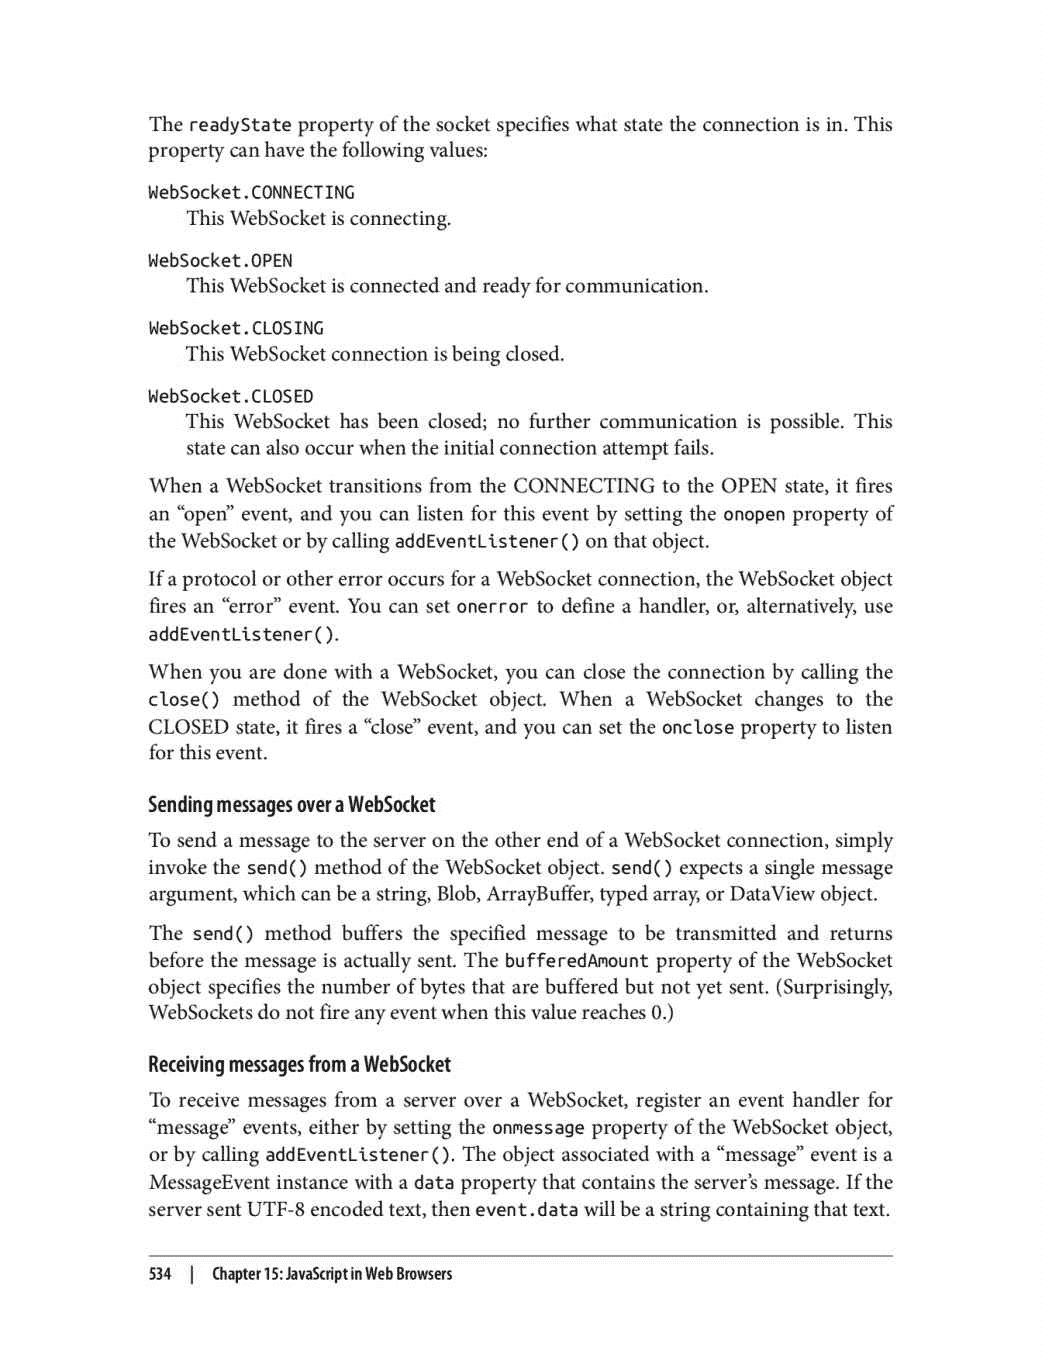 The readyState property of the socket specifies what state the connection is in. This
property can have the following values:
WebSocket.CONNECTING
This WebSocket is connecting.
WebSocket.OPEN
This WebSocket is connected and ready for communication.
WebSocket.CLOSING
This WebSocket connection is being closed.
WebSocket.CLOSED
This WebSocket has been closed; no further communication is possible. This
state can also occur when the initial connection attempt fails.
When a WebSocket transitions from the CONNECTING to the OPEN state, it fires
an “open” event, and you can listen for this event by setting the onopen property of
the WebSocket or by calling addEventListener() on that object.
If a protocol or other error occurs for a WebSocket connection, the WebSocket object
fires an “error” event. You can set onerror to define a handler, or, alternatively, use
addEventListener().
When you are done with a WebSocket, you can close the connection by calling the
close() method of the WebSocket object. When a WebSocket changes to the
CLOSED state, it fires a “close” event, and you can set the onclose property to listen
for this event.
Sending messages over a WebSocket
To send a message to the server on the other end of a WebSocket connection, simply
invoke the send() method of the WebSocket object. send() expects a single message
argument, which can be a string, Blob, ArrayBuffer, typed array, or DataView object.
The send() method buffers the specified message to be transmitted and returns
before the message is actually sent. The bufferedAmount property of the WebSocket
object specifies the number of bytes that are buffered but not yet sent. (Surprisingly,
WebSockets do not fire any event when this value reaches 0.)
Receiving messages from a WebSocket
To receive messages from a server over a WebSocket, register an event handler for
“message” events, either by setting the onmessage property of the WebSocket object,
or by calling addEventListener(). The object associated with a “message” event is a
MessageEvent instance with a data property that contains the server’s message. If the
server sent UTF-8 encoded text, then event.data will be a string containing that text.
534 | Chapter 15: JavaScript in Web Browsers